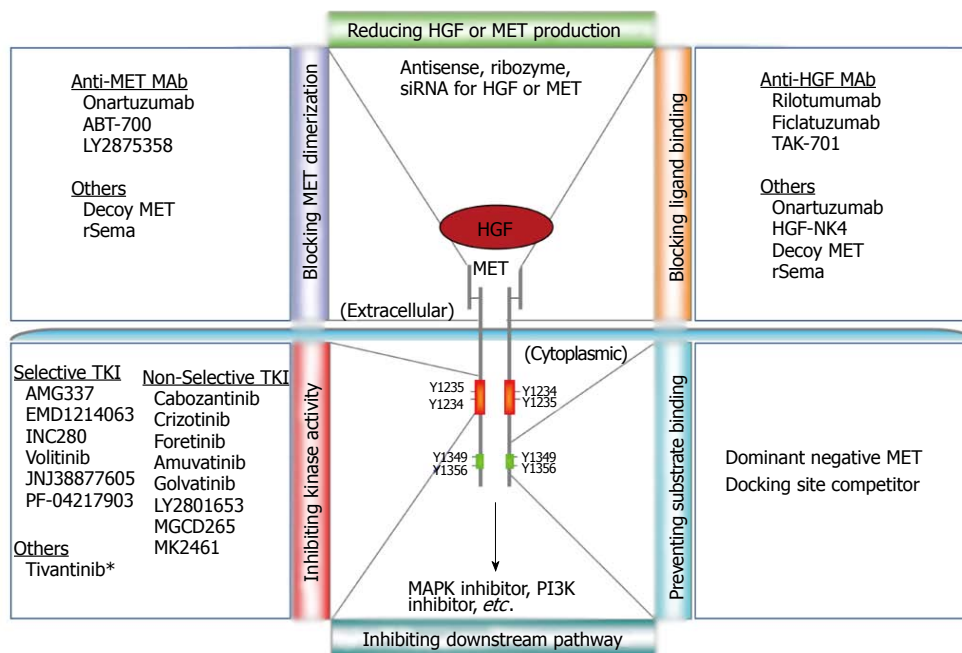 Reducing HGF or MET production
Antisense, ribozyme,
siRNA for HGF or MET
Anti-MET MAb
Onartuzumab
ABT-700
LY2875358
Others
Decoy MET
rSema
Blocking MET dimerization
HGF
MET
(Extracellular)
Blocking ligand binding
Anti-HGF MAb
Rilotumumab
Ficlatuzumab
TAK-701
Others
Onartuzumab
HGF-NK4
Decoy MET
rSema
Selective TKI
AMG337
EMD1214063
INC280
Volitinib
JNJ38877605
PF-04217903
Others
Tivantinib*
Non-Selective TKI
Cabozantinib
Crizotinib
Foretinib
Amuvatinib
Golvatinib
LY2801653
MGCD265
MK2461
Inhibiting kinase activity
(Cytoplasmic)
Y1235
Y1234
Y1234
Y1235
Y1349
Y1356
Y1349
Y1356
MAPK inhibitor, PI3K
inhibitor, etc.
Preventing substrate binding
Dominant negative MET
Docking site competitor
Inhibiting downstream pathway